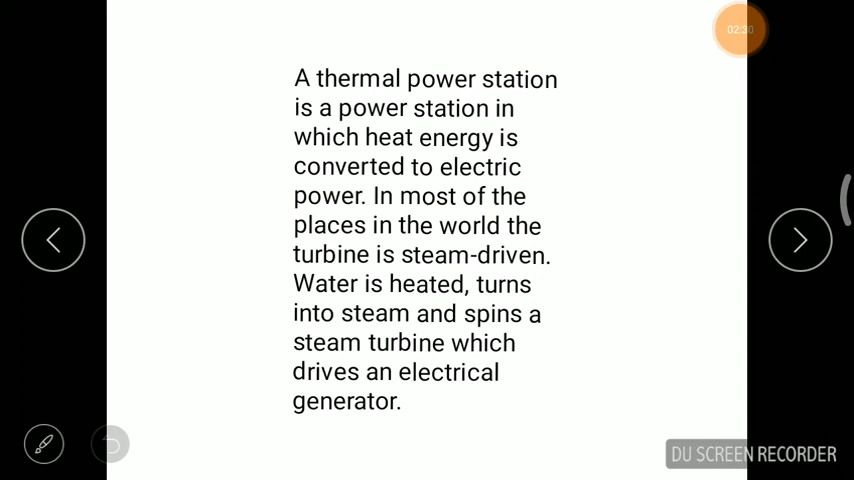 02:30
A thermal power station
is a power station in
which heat energy is
converted to electric
power. In most of the
places in the world the
turbine is steam-driven.
Water is heated, turns
into steam and spins a
steam turbine which
drives an electrical
generator.
DU SCREEN RECORDER